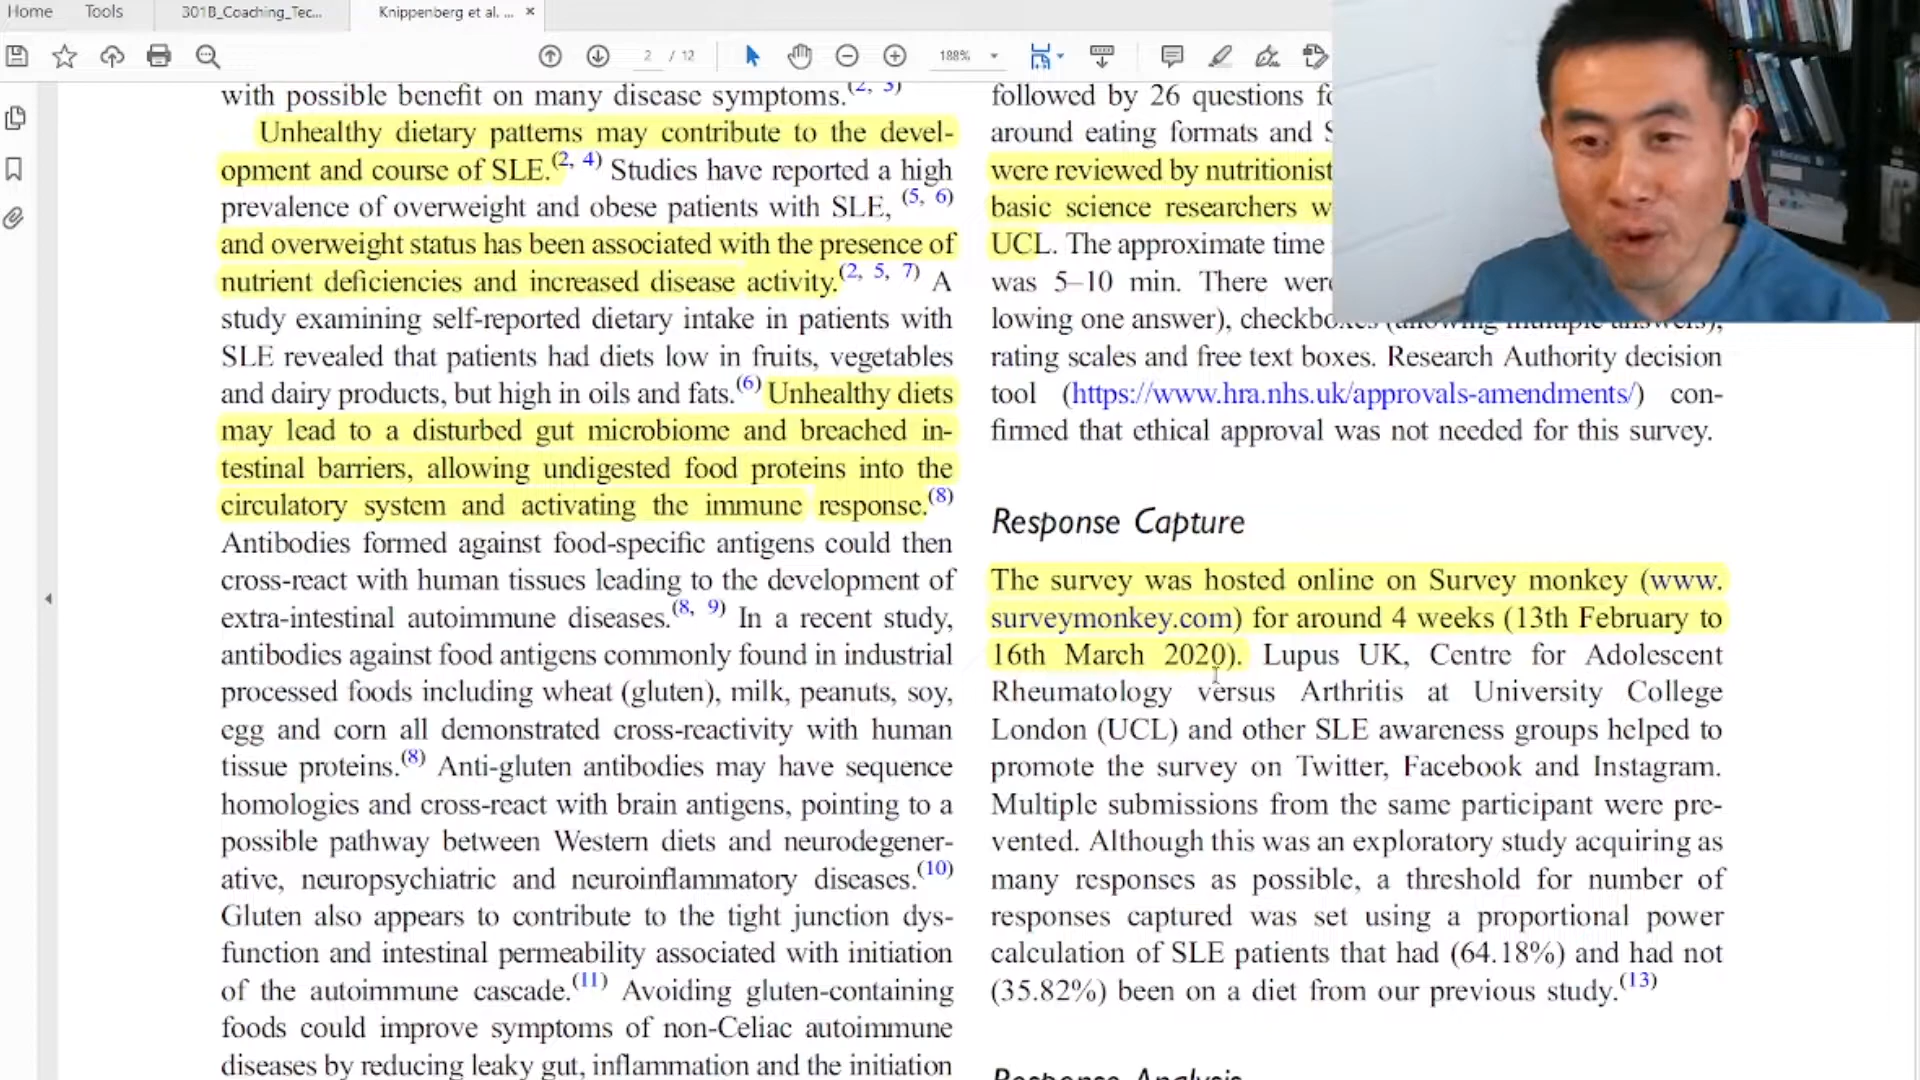 Home Tools 301B_Coaching_Tec... Knippenberg et al. ... ×
2 / 12 188%
with possible benefit on many disease symptoms.(2, 3)
Unhealthy dietary patterns may contribute to the devel-
opment and course of SLE.(2, 4) Studies have reported a high
prevalence of overweight and obese patients with SLE, (5, 6)
and overweight status has been associated with the presence of
nutrient deficiencies and increased disease activity.(2, 5, 7) A
study examining self-reported dietary intake in patients with
SLE revealed that patients had diets low in fruits, vegetables
and dairy products, but high in oils and fats.(6) Unhealthy diets
may lead to a disturbed gut microbiome and breached in-
testinal barriers, allowing undigested food proteins into the
circulatory system and activating the immune response.(8)
Antibodies formed against food-specific antigens could then
cross-react with human tissues leading to the development of
extra-intestinal autoimmune diseases.(8, 9) In a recent study,
antibodies against food antigens commonly found in industrial
processed foods including wheat (gluten), milk, peanuts, soy,
egg and corn all demonstrated cross-reactivity with human
tissue proteins.(8) Anti-gluten antibodies may have sequence
homologies and cross-react with brain antigens, pointing to a
possible pathway between Western diets and neurodegener-
ative, neuropsychiatric and neuroinflammatory diseases.(10)
Gluten also appears to contribute to the tight junction dys-
function and intestinal permeability associated with initiation
of the autoimmune cascade.(11) Avoiding gluten-containing
foods could improve symptoms of non-Celiac autoimmune
diseases by reducing leaky gut, inflammation and the initiation
followed by 26 questions
around eating formats and
were reviewed by nutritionist
basic science researchers
UCL. The approximate time
was 5–10 min. There
lowing one answer), checkboxes (allowing multiple answers),
rating scales and free text boxes. Research Authority decision
tool (https://www.hra.nhs.uk/approvals-amendments/) con-
firmed that ethical approval was not needed for this survey.
Response Capture
The survey was hosted online on Survey monkey (www.
surveymonkey.com) for around 4 weeks (13th February to
16th March 2020). Lupus UK, Centre for Adolescent
Rheumatology versus Arthritis at University College
London (UCL) and other SLE awareness groups helped to
promote the survey on Twitter, Facebook and Instagram.
Multiple submissions from the same participant were pre-
vented. Although this was an exploratory study acquiring as
many responses as possible, a threshold for number of
responses captured was set using a proportional power
calculation of SLE patients that had (64.18%) and had not
(35.82%) been on a diet from our previous study.(13)
Response Analysis